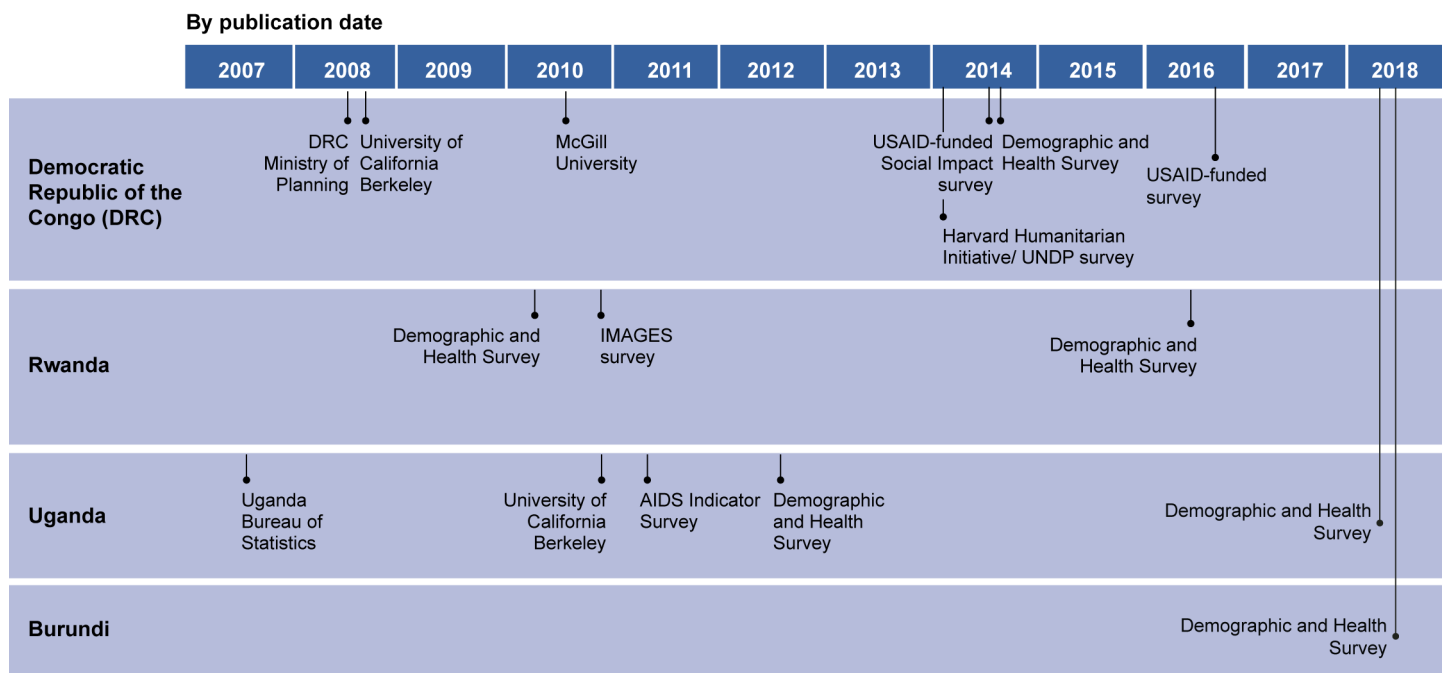 By publication date
2007
2008
2009
2010
2011
2012
2013
2014
2015
2016
2017
2018
Democratic
Republic of the
Congo (DRC)
DRC
Ministry of
Planning
University of
California
Berkeley
McGill
University
USAID-funded
Social Impact
survey
Demographic and
Health Survey
Harvard Humanitarian
Initiative/ UNDP survey
USAID-funded
survey
Rwanda
Demographic and
Health Survey
IMAGES
survey
Demographic and
Health Survey
Uganda
Uganda
Bureau of
Statistics
University of
California
Berkeley
AIDS Indicator
Survey
Demographic
and Health
Survey
Demographic and Health
Survey
Burundi
Demographic and Health
Survey